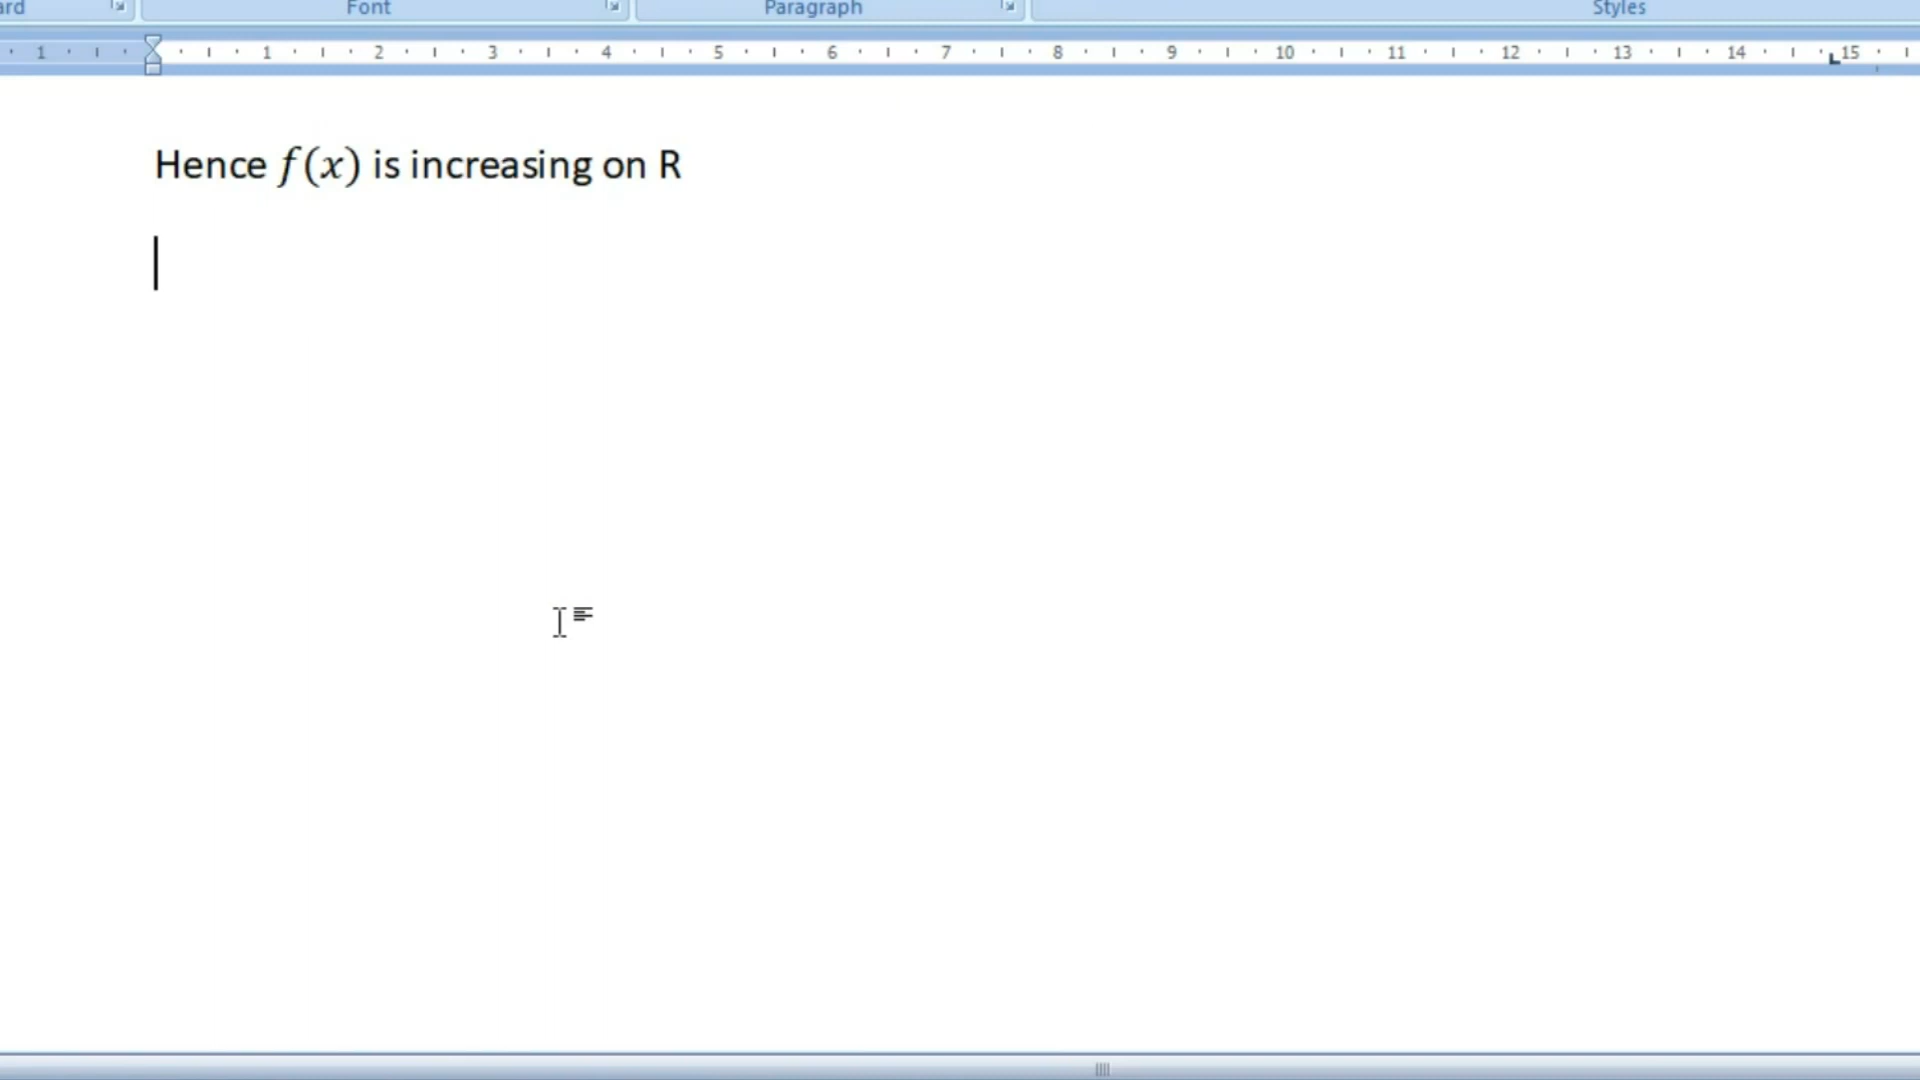 ard Font Paragraph Styles
1 1 2 3 4 5 6 7 8 9 10 11 12 13 14 15
Hence f(x) is increasing on R